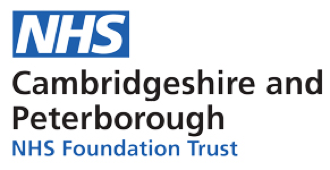 NHS
Cambridgeshire and
Peterborough
NHS Foundation Trust